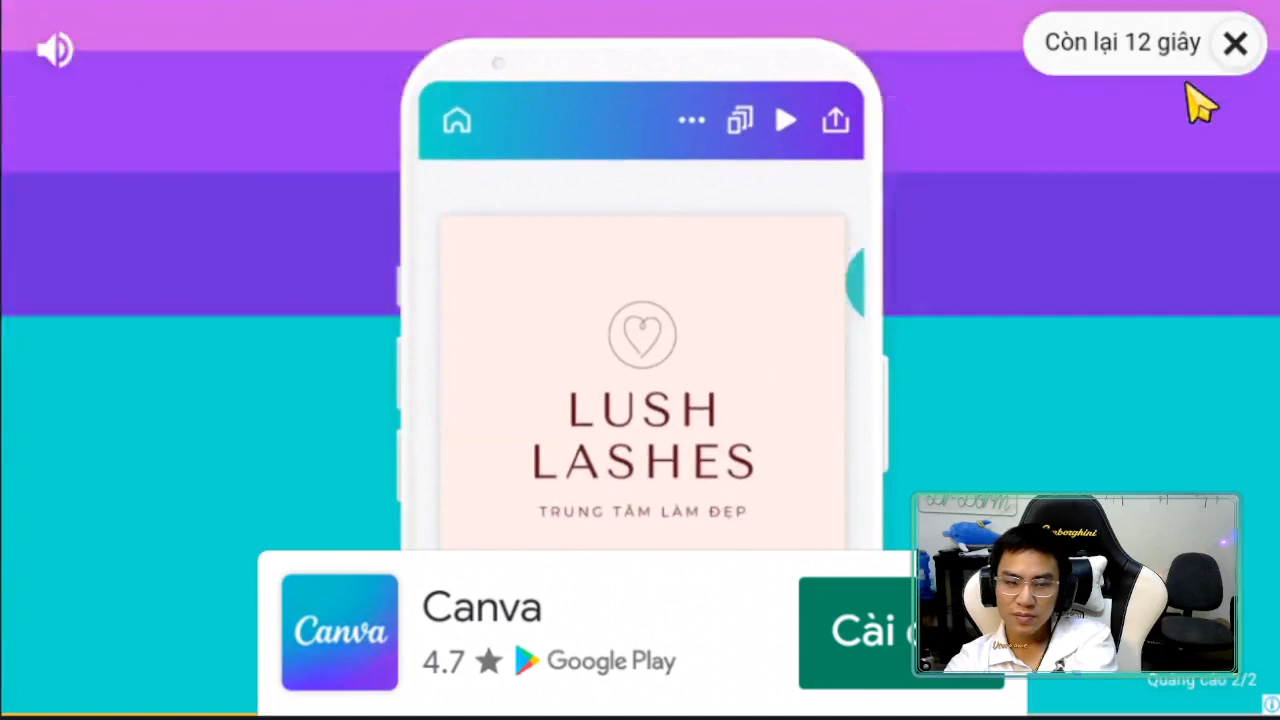 Còn lại 12 giây
LUSH
LASHES
TRUNG TÂM LÀM ĐẸP
Canva
Canva
4.7
Google Play
Cài
Lamborghini
Quảng cáo 2/2